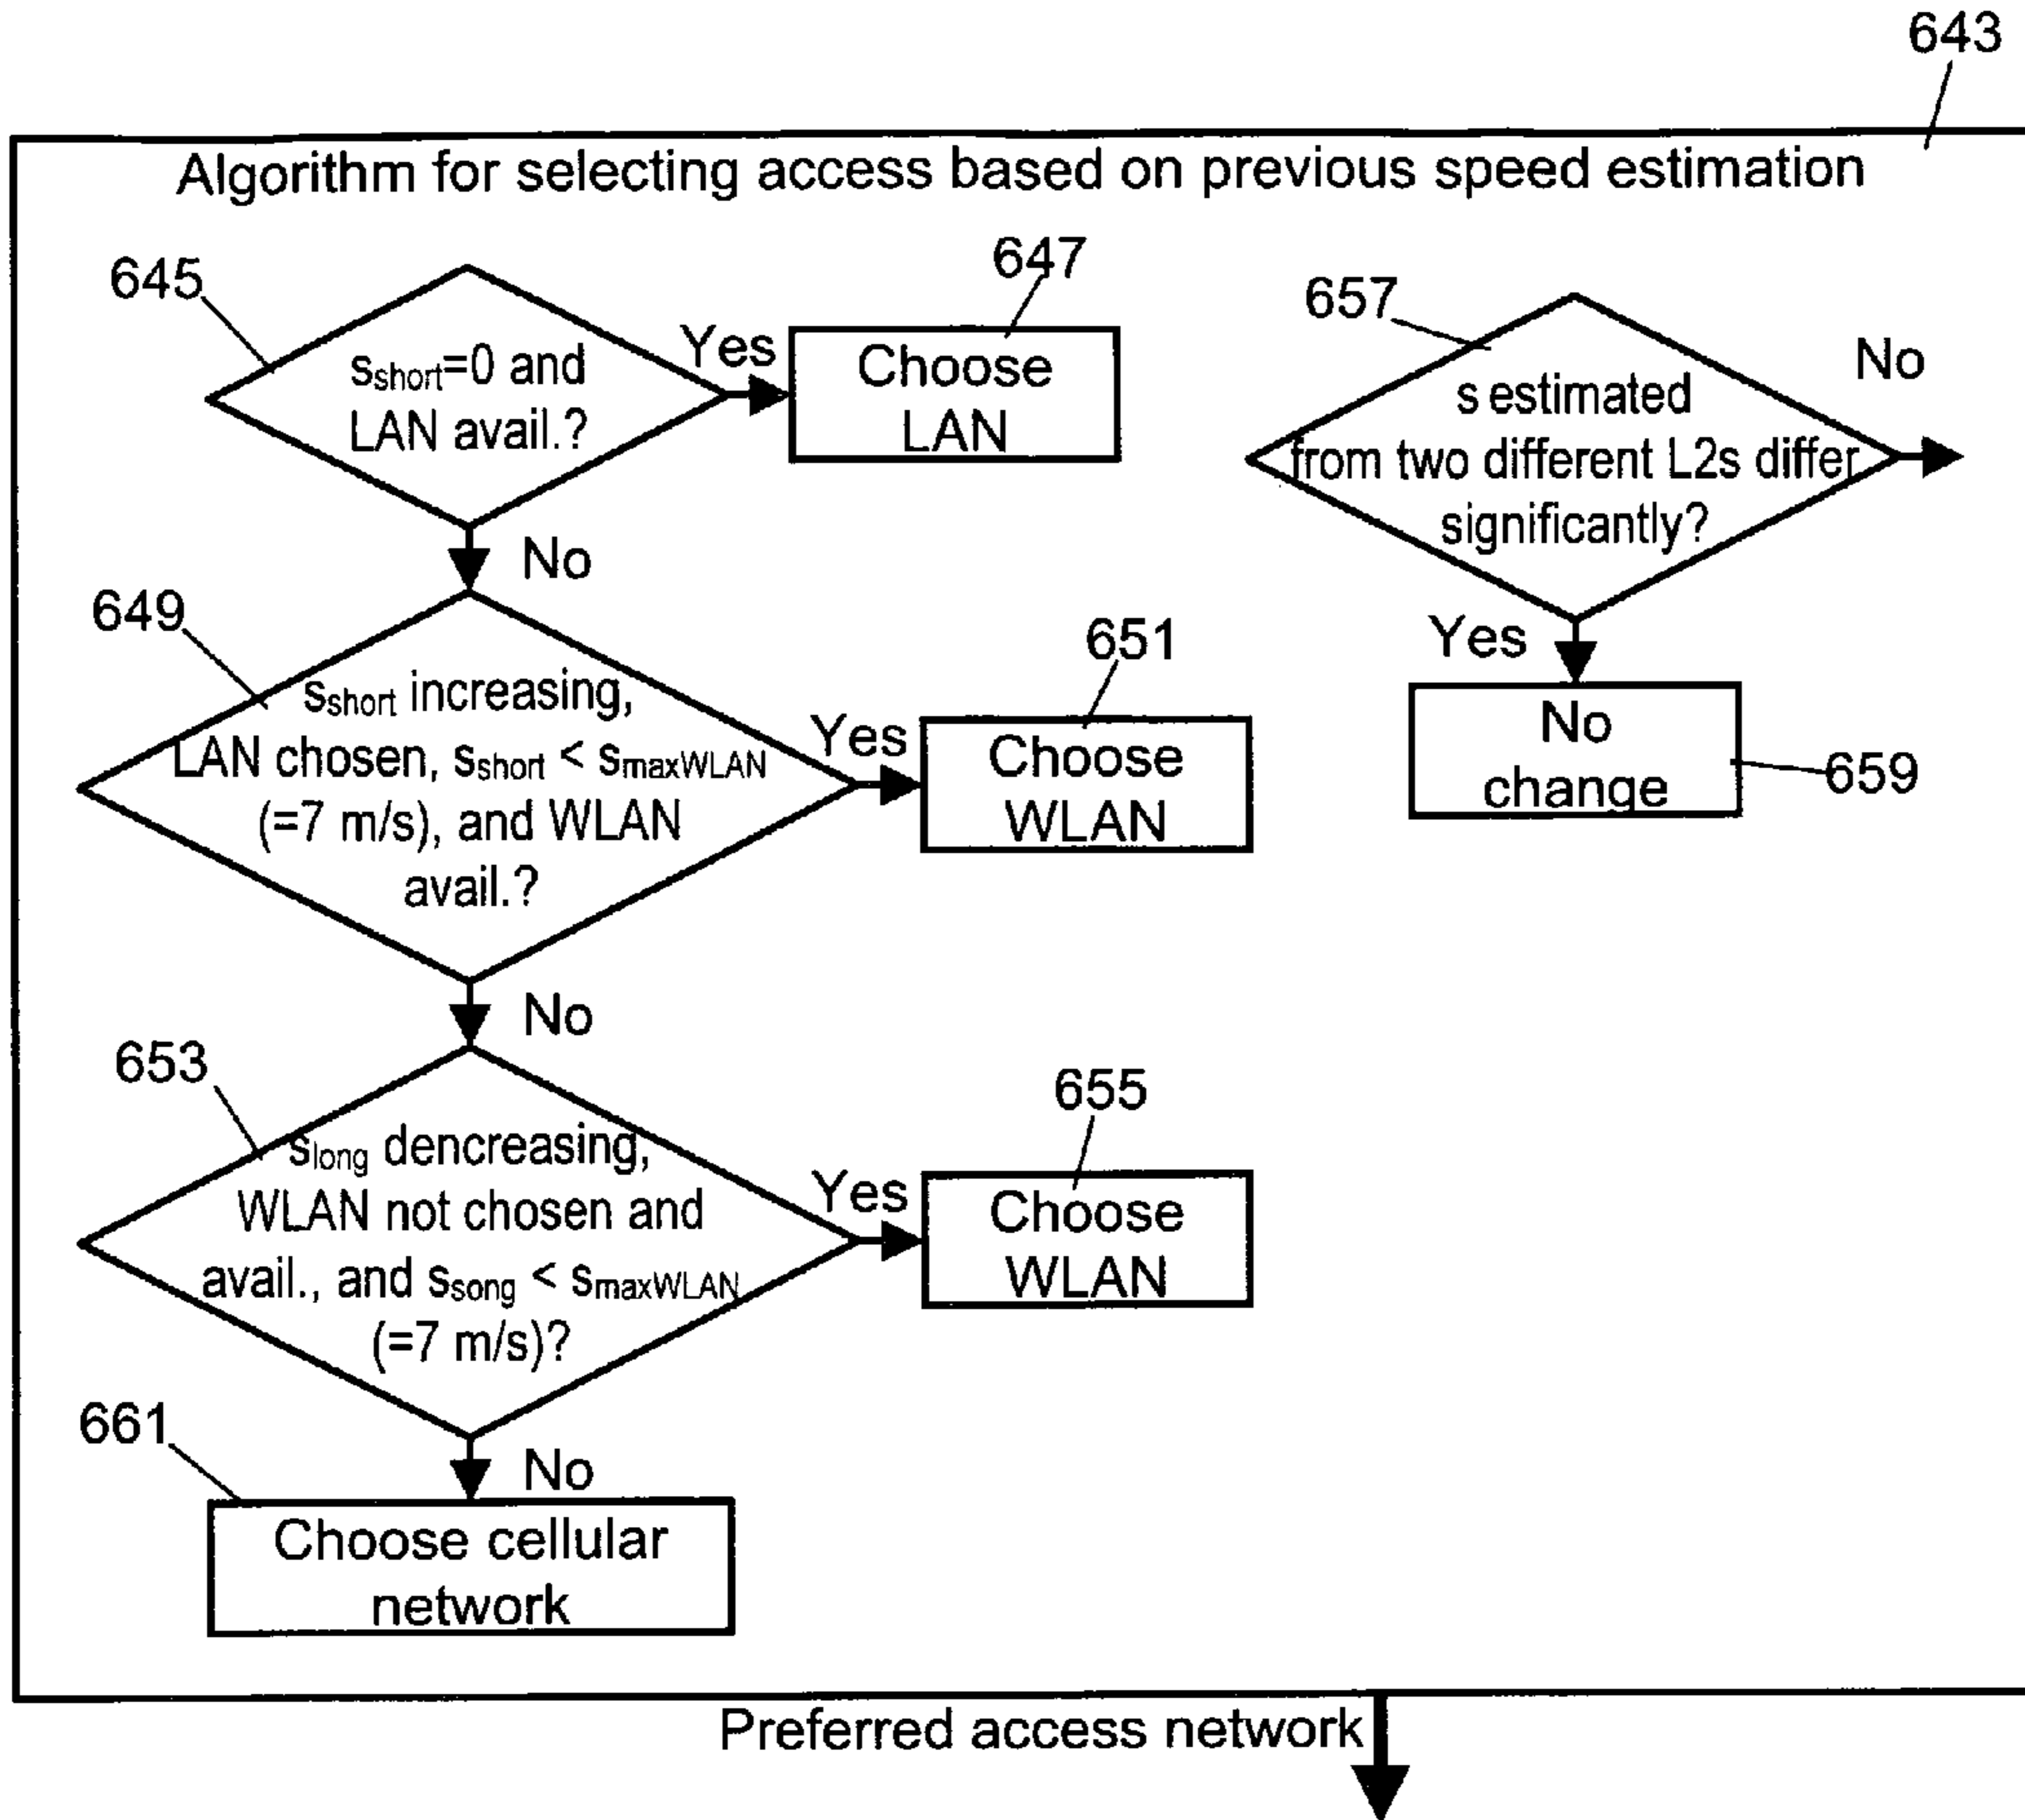 643
Algorithm for selecting access based on previous speed estimation
645
sshort=0 and
LAN avail.?
Yes
647
Choose
LAN
No
649
sshort increasing,
LAN chosen, sshort < smaxWLAN
(=7 m/s), and WLAN
avail.?
Yes
651
Choose
WLAN
No
653
slong dencreasing,
WLAN not chosen and
avail., and ssong < smaxWLAN
(=7 m/s)?
Yes
655
Choose
WLAN
No
661
Choose cellular
network
657
s estimated
from two different L2s differ
significantly?
No
Yes
No
change
659
Preferred access network